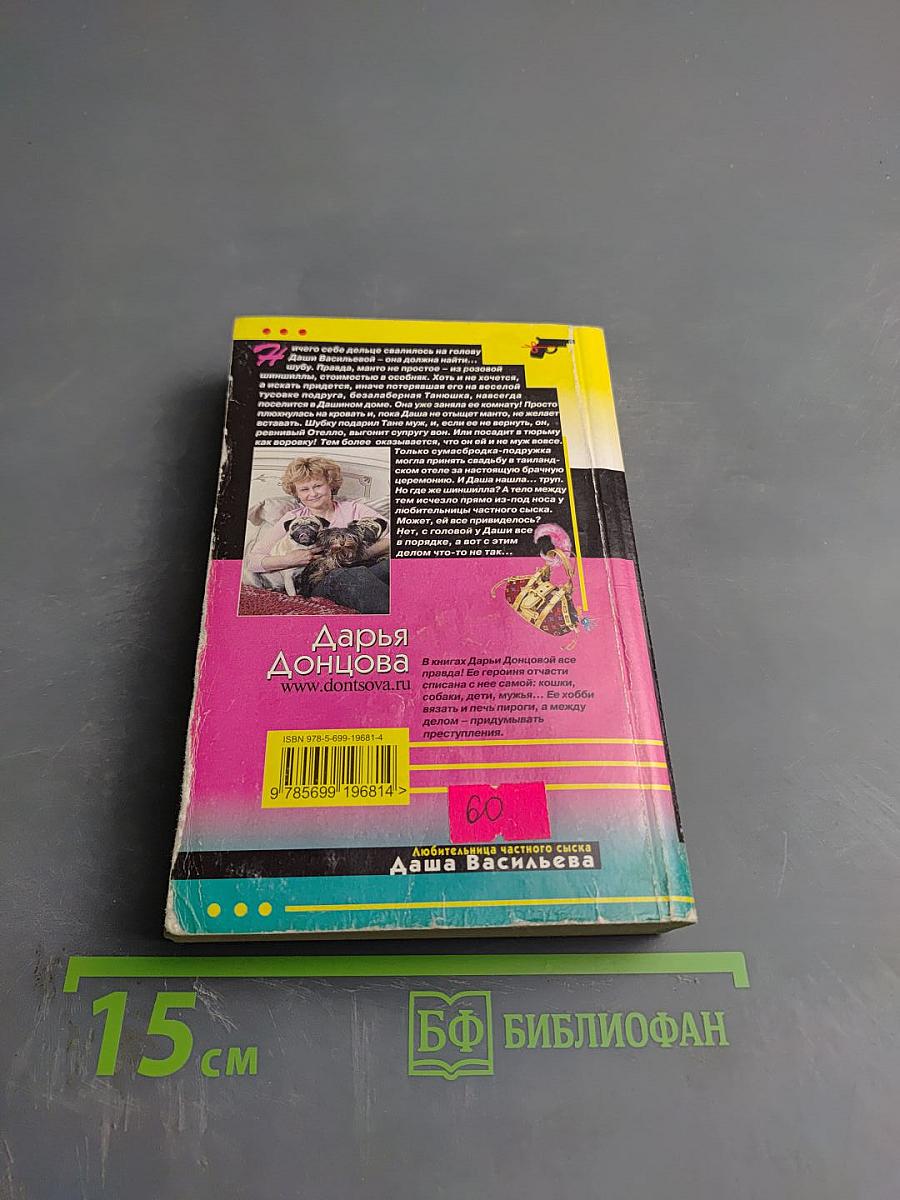 Ничего себе дельце свалилось на голову
Даши Васильевой – она должна найти...
шубу. Правда, манто не простое – из розовой
шиншиллы, стоимостью в особняк. Хоть и не хочется,
а искать придется, иначе потерявшая его на веселой
тусовке подруга, безалаберная Танюшка, навсегда
поселится в Дашином доме. Она уже заняла ее комнату! Просто
плюхнулась на кровать и, пока Даша не отыщет манто, не желает
вставать. Шубку подарил Тане муж, и, если ее не вернуть, он,
ревнивый Отелло, выгонит супругу вон. Или посадит в тюрьму
как воровку! Тем более оказывается, что он ей и не муж вовсе.
Только сумасбродка-подружка
могла принять свадьбу в таиланд-
ском отеле за настоящую брачную
церемонию. И Даша нашла... труп.
Но где же шиншилла? А тело между
тем исчезло прямо из-под носа у
любительницы частного сыска.
Может, ей все привиделось?
Нет, с головой у Даши все
в порядке, а вот с этим
делом что-то не так...
Дарья
Донцова
www.dontsova.ru
В книгах Дарьи Донцовой все
правда! Ее героиня отчасти
списана с нее самой: кошки,
собаки, дети, мужья... Ее хобби
вязать и печь пироги, а между
делом – придумывать
преступления.
ISBN 978-5-699-19681-4
9 785699 196814 >
60
Любительница частного сыска
Даша Васильева
15 см
БФ БИБЛИОФАН